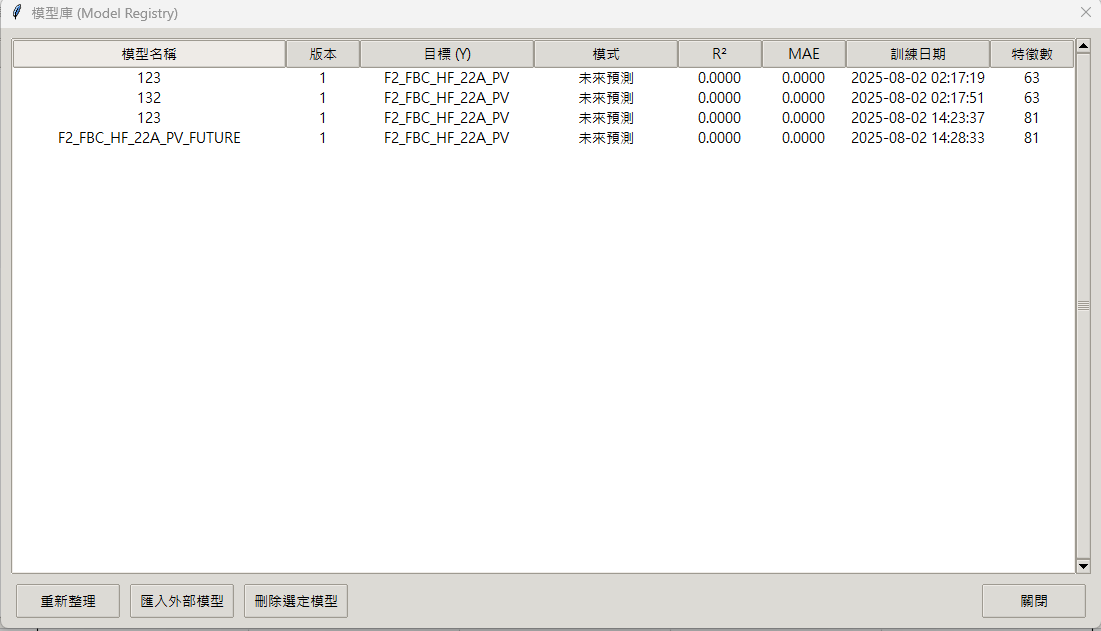 模型庫 (Model Registry)
模型名稱 版本 目標 (Y) 模式 R² MAE 訓練日期 特徵數
123 1 F2_FBC_HF_22A_PV 未來預測 0.0000 0.0000 2025-08-02 02:17:19 63
132 1 F2_FBC_HF_22A_PV 未來預測 0.0000 0.0000 2025-08-02 02:17:51 63
123 1 F2_FBC_HF_22A_PV 未來預測 0.0000 0.0000 2025-08-02 14:23:37 81
F2_FBC_HF_22A_PV_FUTURE 1 F2_FBC_HF_22A_PV 未來預測 0.0000 0.0000 2025-08-02 14:28:33 81
重新整理 匯入外部模型 刪除選定模型 關閉